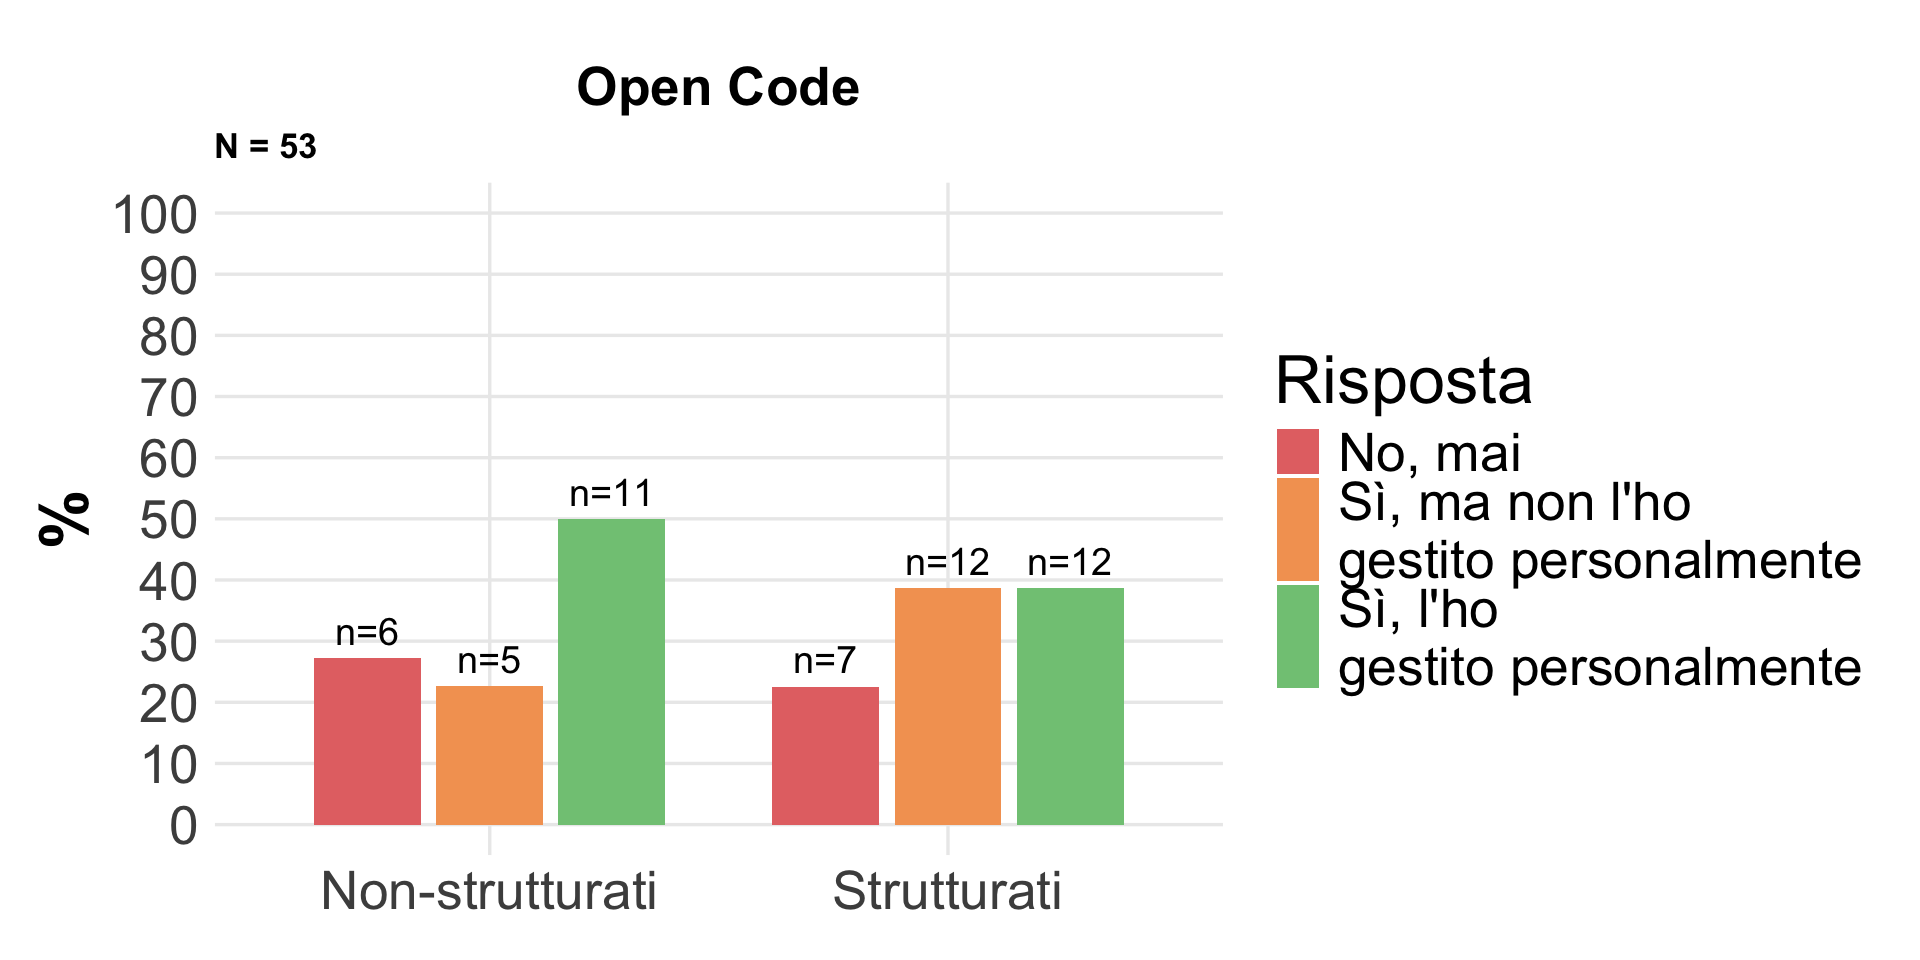 Open Code
N = 53
%
100
90
80
70
60
50
40
30
20
10
0
n=6
n=5
n=11
n=7
n=12
n=12
Non-strutturati
Strutturati
Risposta
No, mai
Sì, ma non l'ho
gestito personalmente
Sì, l'ho
gestito personalmente